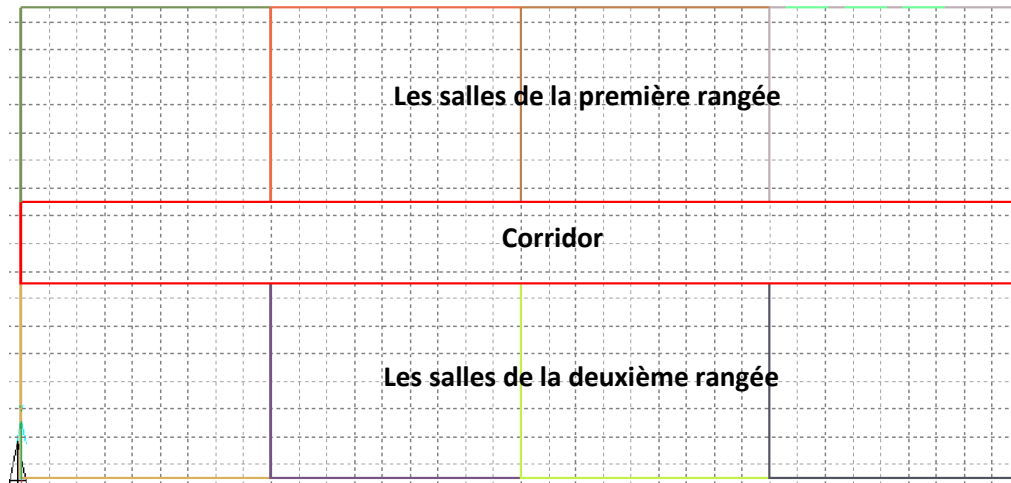 Les salles de la première rangée
Corridor
Les salles de la deuxième rangée